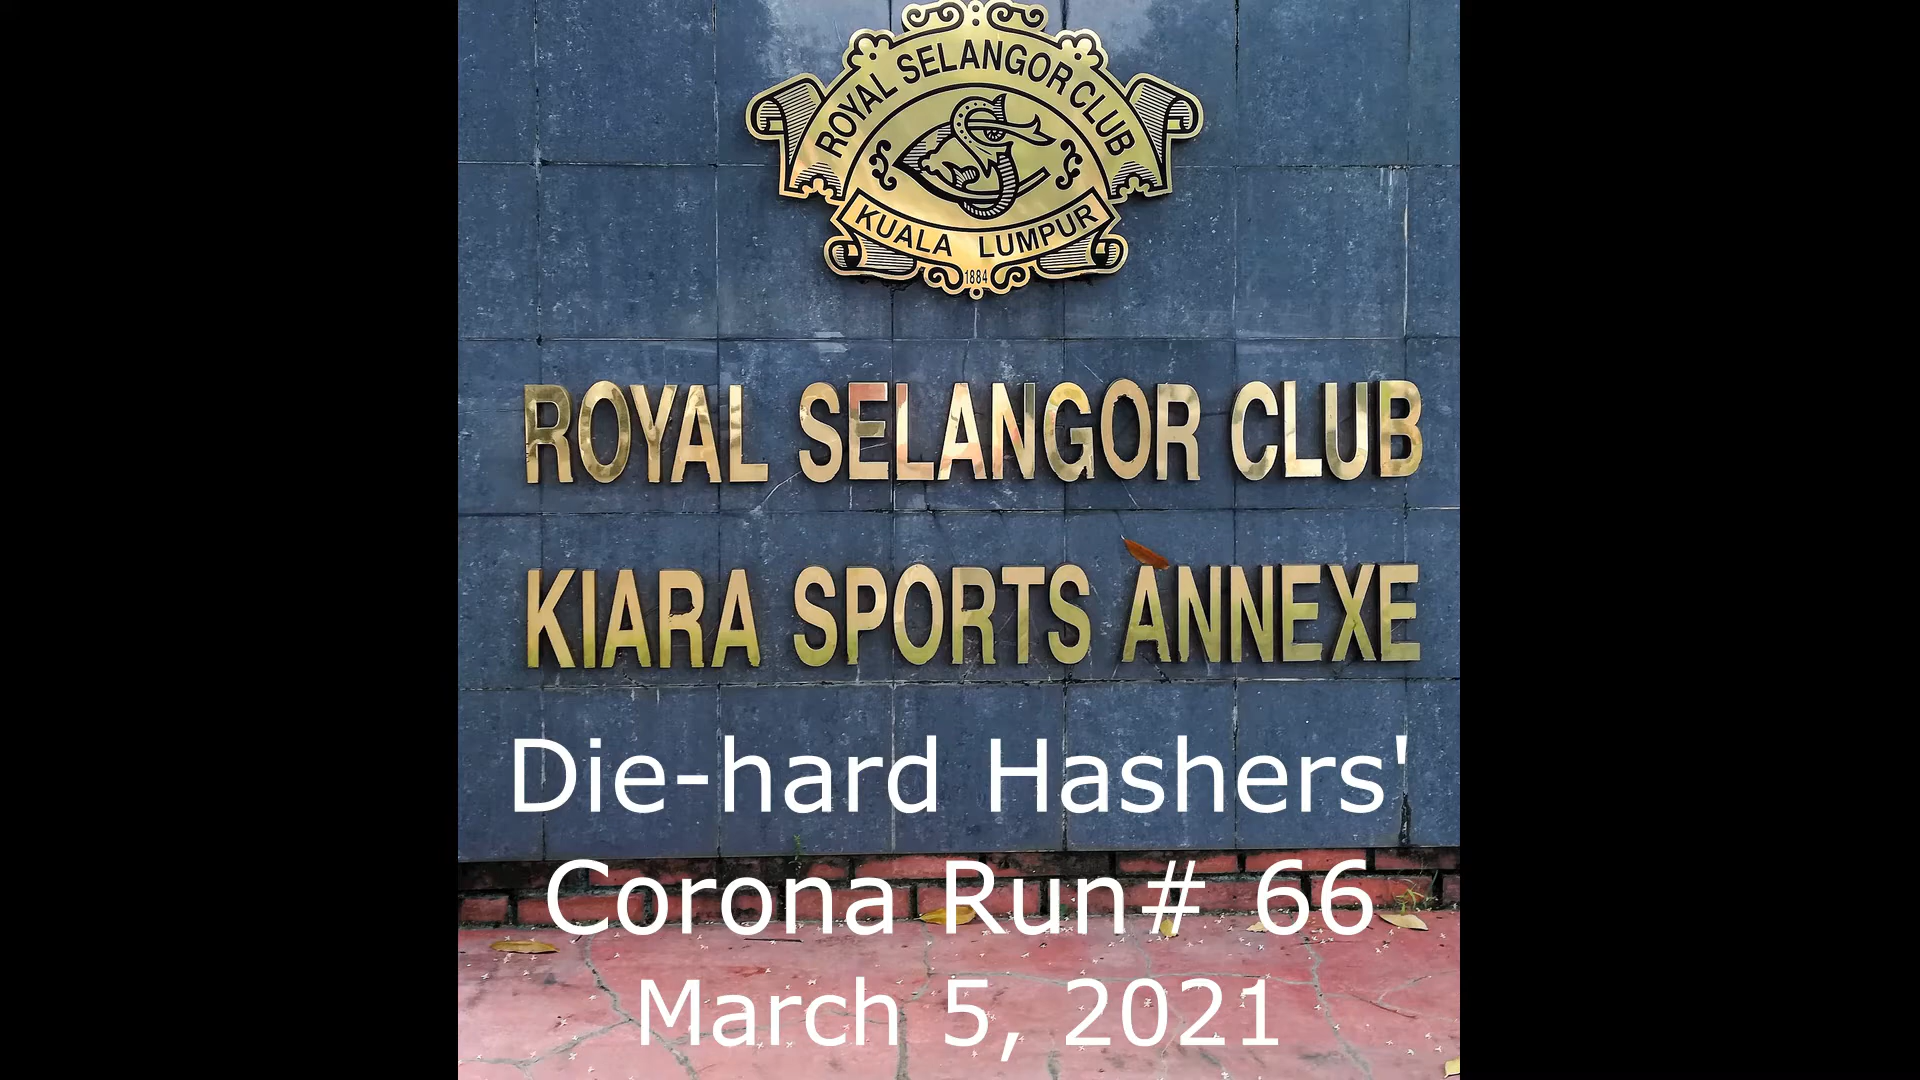 ROYAL SELANGOR CLUB
KUALA LUMPUR
1884
ROYAL SELANGOR CLUB
KIARA SPORTS ANNEXE
Die-hard Hashers'
Corona Run# 66
March 5, 2021